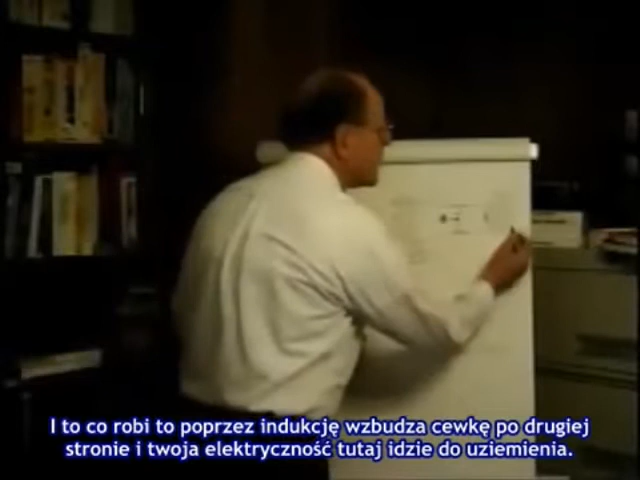 I to co robi to poprzez indukcję wzbudza cewkę po drugiej
stronie i twoja elektryczność tutaj idzie do uziemienia.